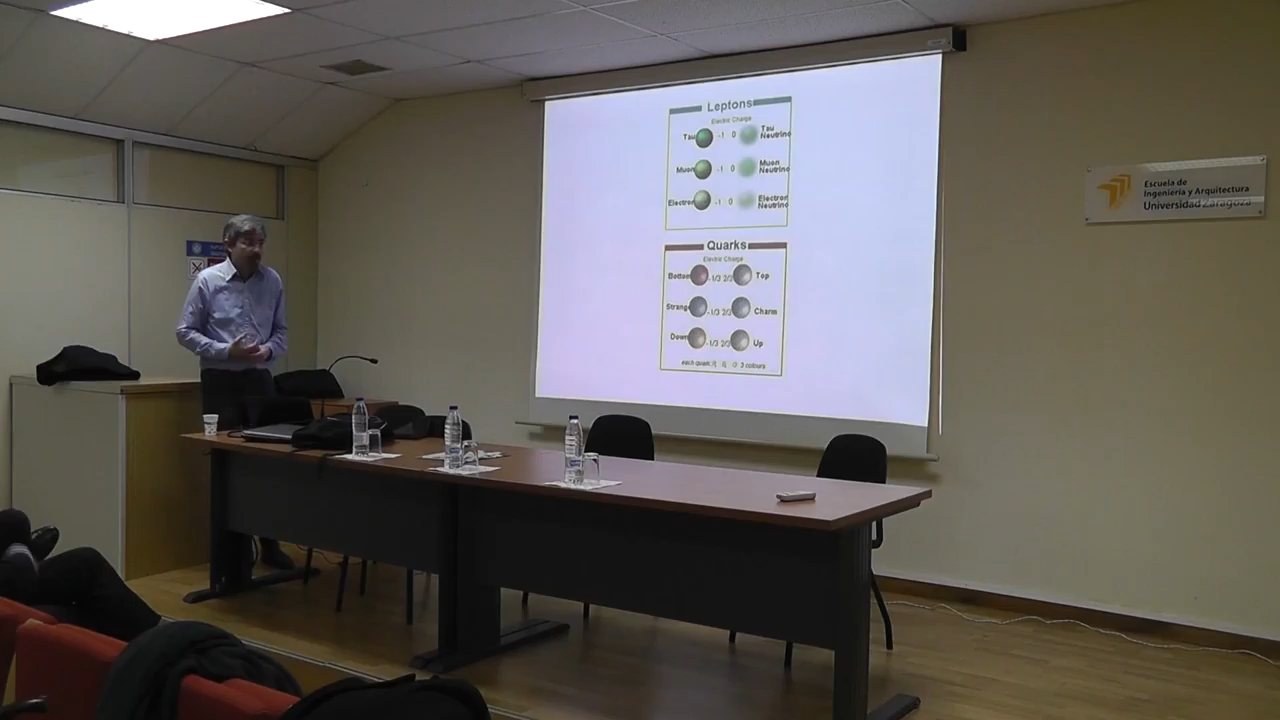 Leptons
Electric Charge
Tau -1 0 Tau Neutrino
Muon -1 0 Muon Neutrino
Electron -1 0 Electron Neutrino
Quarks
Electric Charge
Bottom -1/3 2/3 Top
Strange -1/3 2/3 Charm
Down -1/3 2/3 Up
each quark: 3 colours
Escuela de
Ingeniería y Arquitectura
Universidad Zaragoza